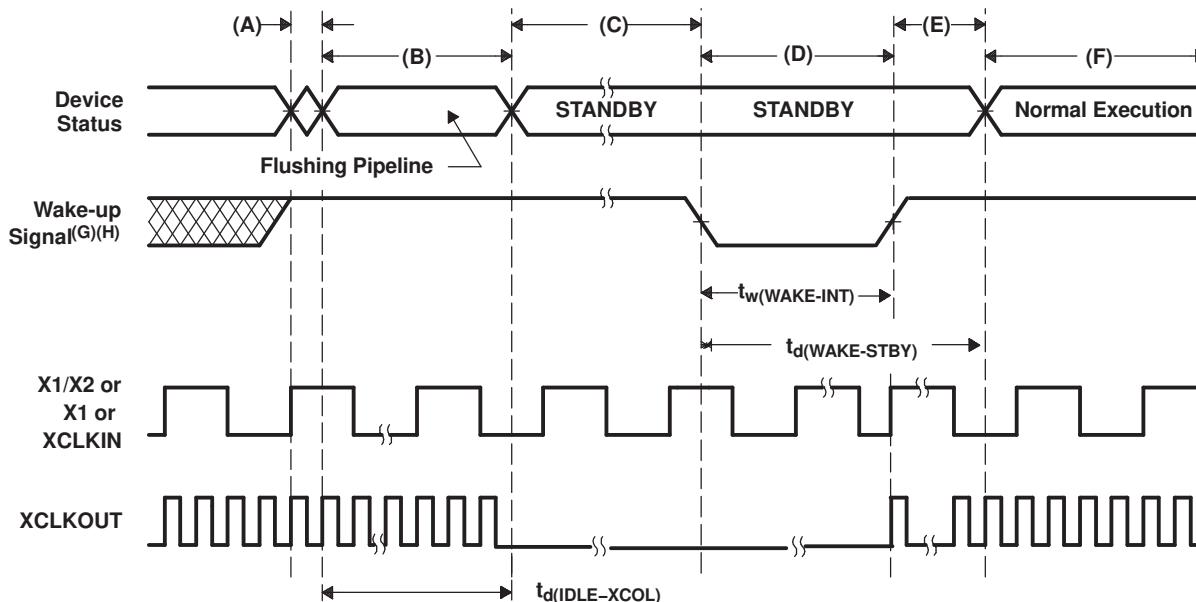 (A)
(C)
(E)
(B)
(D)
(F)
Device
Status
STANDBY
STANDBY
Normal Execution
Flushing Pipeline
Wake-up
Signal(G)(H)
tw(WAKE-INT)
td(WAKE-STBY)
X1/X2 or
X1 or
XCLKIN
XCLKOUT
td(IDLE–XCOL)